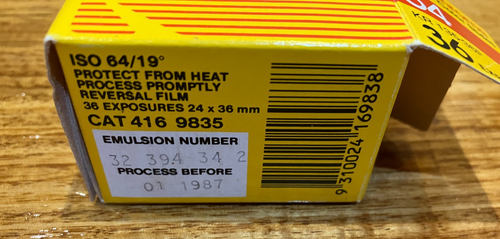 ISO 64/19°
PROTECT FROM HEAT
PROCESS PROMPTLY
REVERSAL FILM
36 EXPOSURES 24 x 36 mm
CAT 416 9835
EMULSION NUMBER
32 394 34 2
PROCESS BEFORE
01 1987
9 310024 169838
36